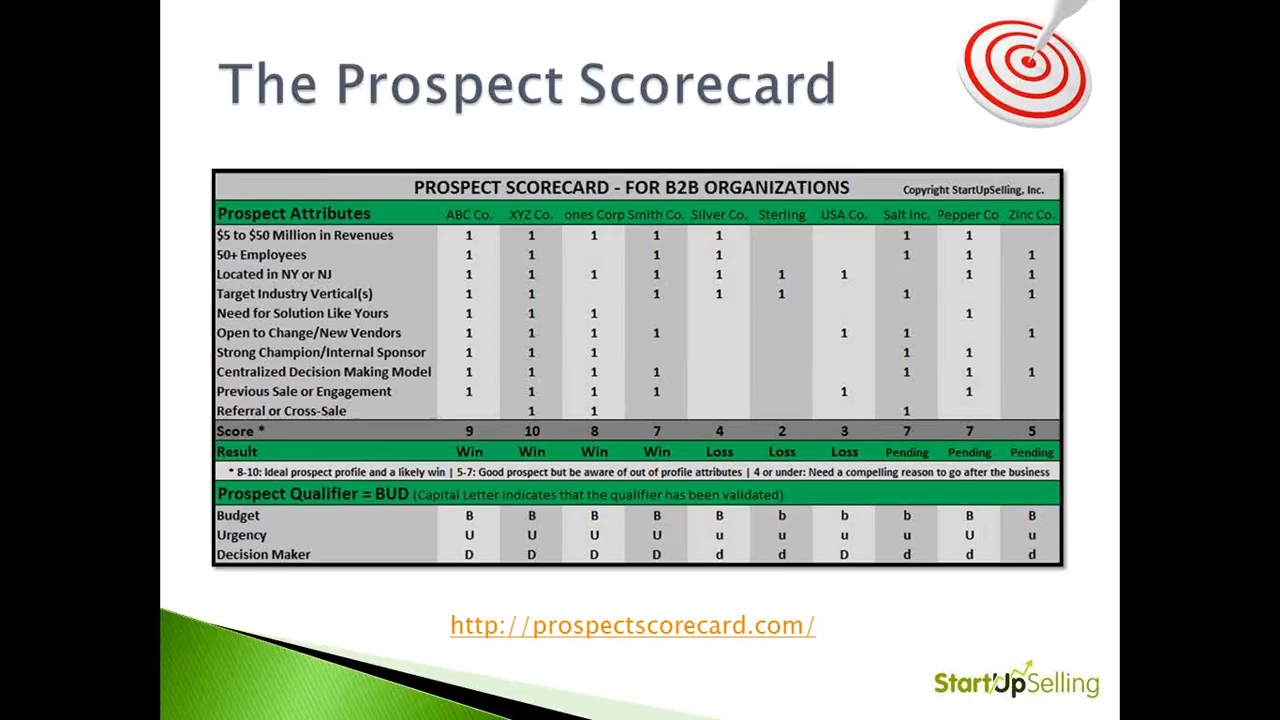 The Prospect Scorecard
PROSPECT SCORECARD - FOR B2B ORGANIZATIONS Copyright StartUpSelling, Inc.
Prospect Attributes ABC Co. XYZ Co. ones Corp Smith Co. Silver Co. Sterling USA Co. Salt Inc. Pepper Co Zinc Co.
$5 to $50 Million in Revenues 1 1 1 1 1 1 1
50+ Employees 1 1 1 1 1 1 1
Located in NY or NJ 1 1 1 1 1 1 1 1 1
Target Industry Vertical(s) 1 1 1 1 1 1 1
Need for Solution Like Yours 1 1 1 1
Open to Change/New Vendors 1 1 1 1 1 1 1
Strong Champion/Internal Sponsor 1 1 1 1 1
Centralized Decision Making Model 1 1 1 1 1 1 1
Previous Sale or Engagement 1 1 1 1 1 1
Referral or Cross-Sale 1 1 1
Score * 9 10 8 7 4 2 3 7 7 5
Result Win Win Win Win Loss Loss Loss Pending Pending Pending
* 8-10: Ideal prospect profile and a likely win | 5-7: Good prospect but be aware of out of profile attributes | 4 or under: Need a compelling reason to go after the business
Prospect Qualifier = BUD (Capital Letter indicates that the qualifier has been validated)
Budget B B B B B b b b B B
Urgency U U U U u u u u U u
Decision Maker D D D D d d D d d d
http://prospectscorecard.com/
StartUpSelling